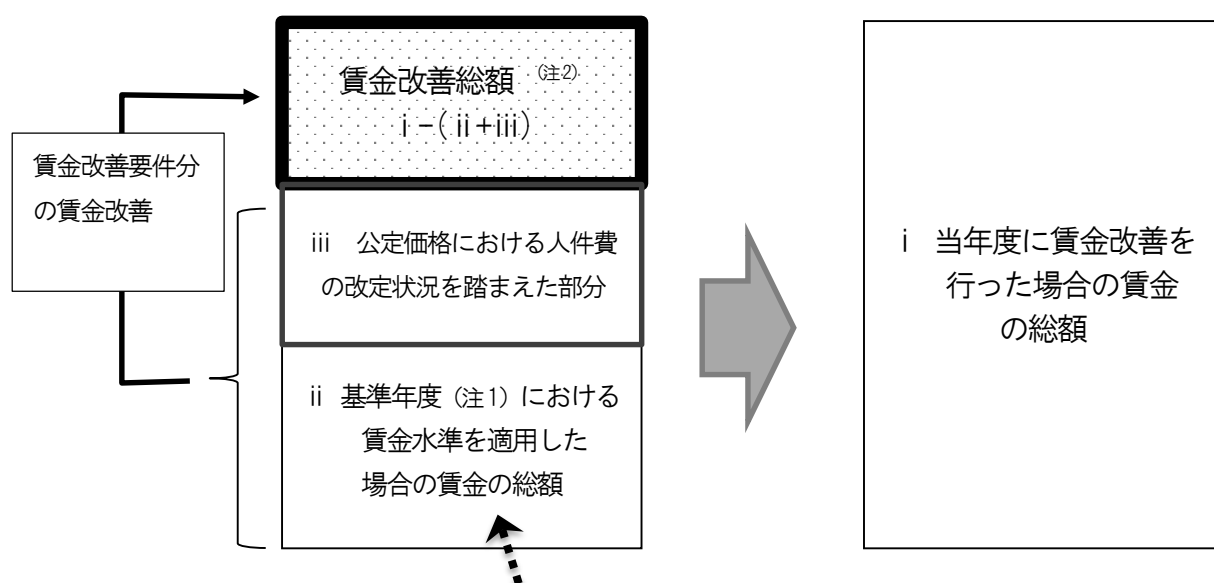 賃金改善総額 (注2)
ⅰ-(ⅱ+ⅲ)
賃金改善要件分
の賃金改善
ⅲ 公定価格における人件費
の改定状況を踏まえた部分
ⅱ 基準年度(注1)における
賃金水準を適用した
場合の賃金の総額
ⅰ 当年度に賃金改善を
行った場合の賃金
の総額